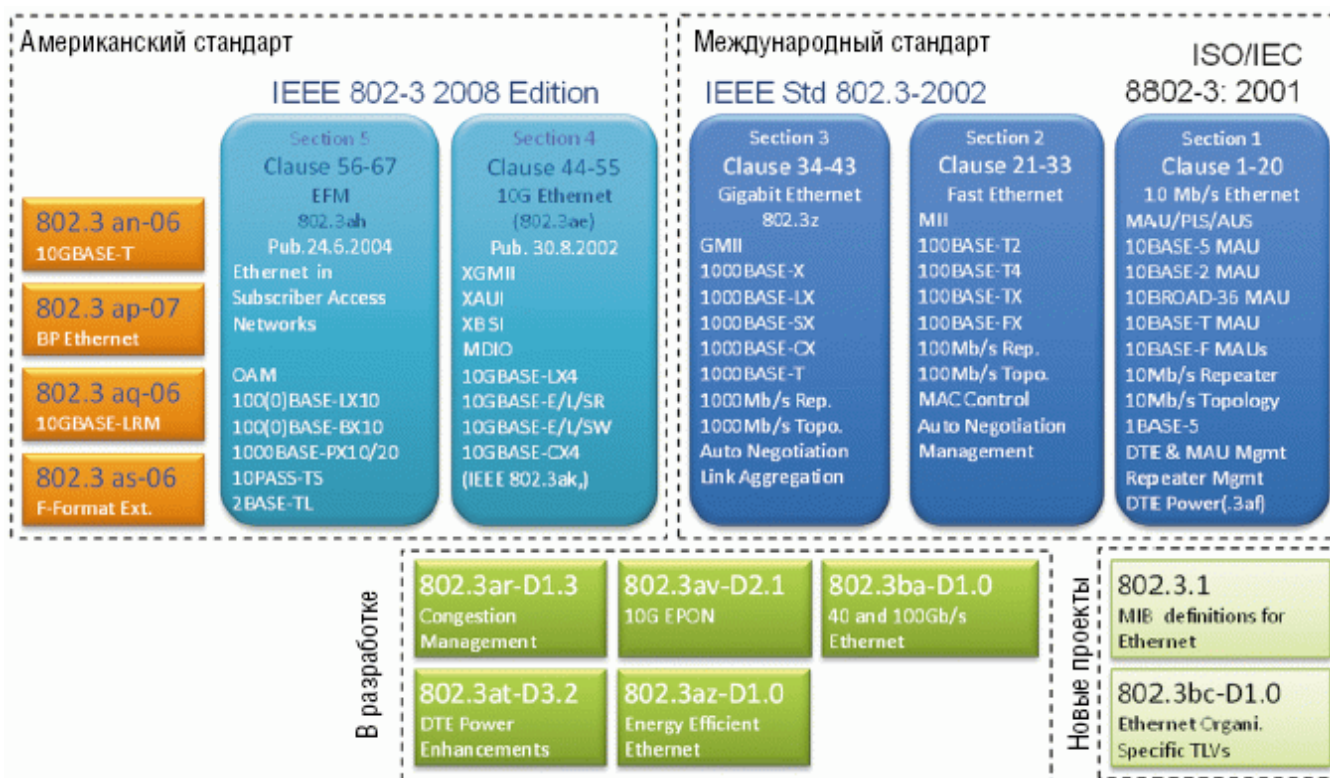 Американский стандарт
IEEE 802-3 2008 Edition
802.3 an-06
10GBASE-T
802.3 ap-07
BP Ethernet
802.3 aq-06
10GBASE-LRM
802.3 as-06
F-Format Ext.
Section 5
Clause 56-67
EFM
802.3ah
Pub.24.6.2004
Ethernet in
Subscriber Access
Networks
OAM
100(0)BASE-LX10
100(0)BASE-BX10
1000BASE-PX10/20
10PASS-TS
2BASE-TL
Section 4
Clause 44-55
10G Ethernet
(802.3ae)
Pub. 30.8.2002
XGMII
XAUI
XBSI
MDIO
10GBASE-LX4
10GBASE-E/L/SR
10GBASE-E/L/SW
10GBASE-CX4
(IEEE 802.3ak,)
Международный стандарт
IEEE Std 802.3-2002
ISO/IEC
8802-3: 2001
Section 3
Clause 34-43
Gigabit Ethernet
802.3z
GMII
1000BASE-X
1000BASE-LX
1000BASE-SX
1000BASE-CX
1000BASE-T
1000Mb/s Rep.
1000Mb/s Topo.
Auto Negotiation
Link Aggregation
Section 2
Clause 21-33
Fast Ethernet
MII
100BASE-T2
100BASE-T4
100BASE-TX
100BASE-FX
100Mb/s Rep.
100Mb/s Topo.
MAC Control
Auto Negotiation
Management
Section 1
Clause 1-20
10 Mb/s Ethernet
MAU/PLS/AUS
10BASE-5 MAU
10BASE-2 MAU
10BROAD-36 MAU
10BASE-T MAU
10BASE-F MAUs
10Mb/s Repeater
10Mb/s Topology
1BASE-5
DTE & MAU Mgmt
Repeater Mgmt
DTE Power(.3af)
В разработке
802.3ar-D1.3
Congestion
Management
802.3av-D2.1
10G EPON
802.3ba-D1.0
40 and 100Gb/s
Ethernet
802.3at-D3.2
DTE Power
Enhancements
802.3az-D1.0
Energy Efficient
Ethernet
Новые проекты
802.3.1
MIB definitions for
Ethernet
802.3bc-D1.0
Ethernet Organi.
Specific TLVs